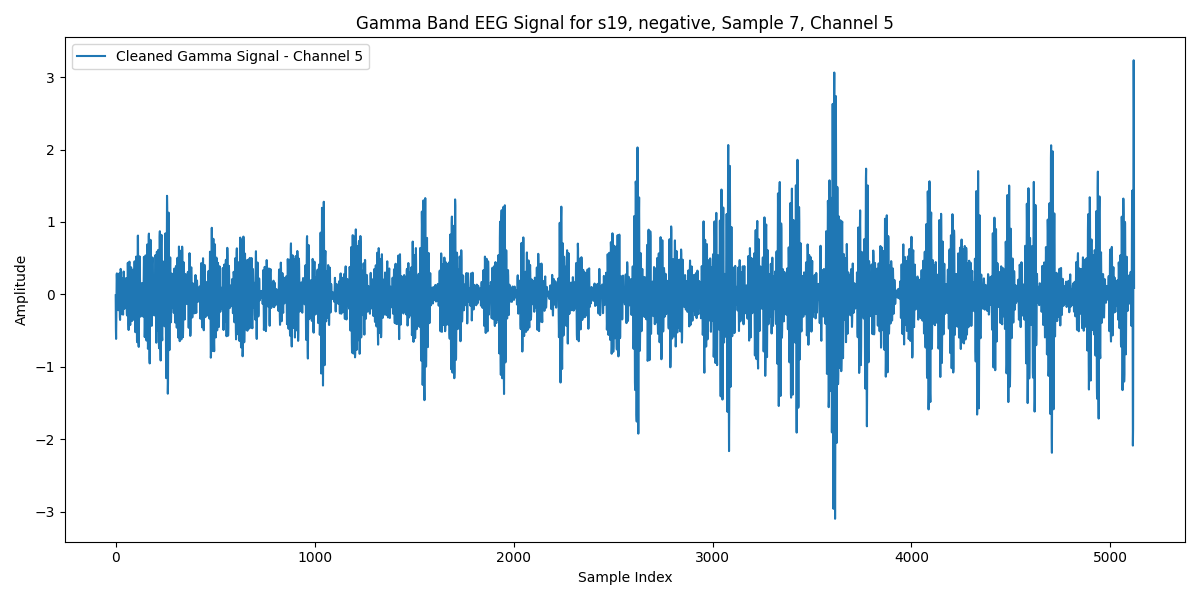 Gamma Band EEG Signal for s19, negative, Sample 7, Channel 5
Cleaned Gamma Signal - Channel 5
Amplitude
3
2
1
0
−1
−2
−3
0 1000 2000 3000 4000 5000
Sample Index